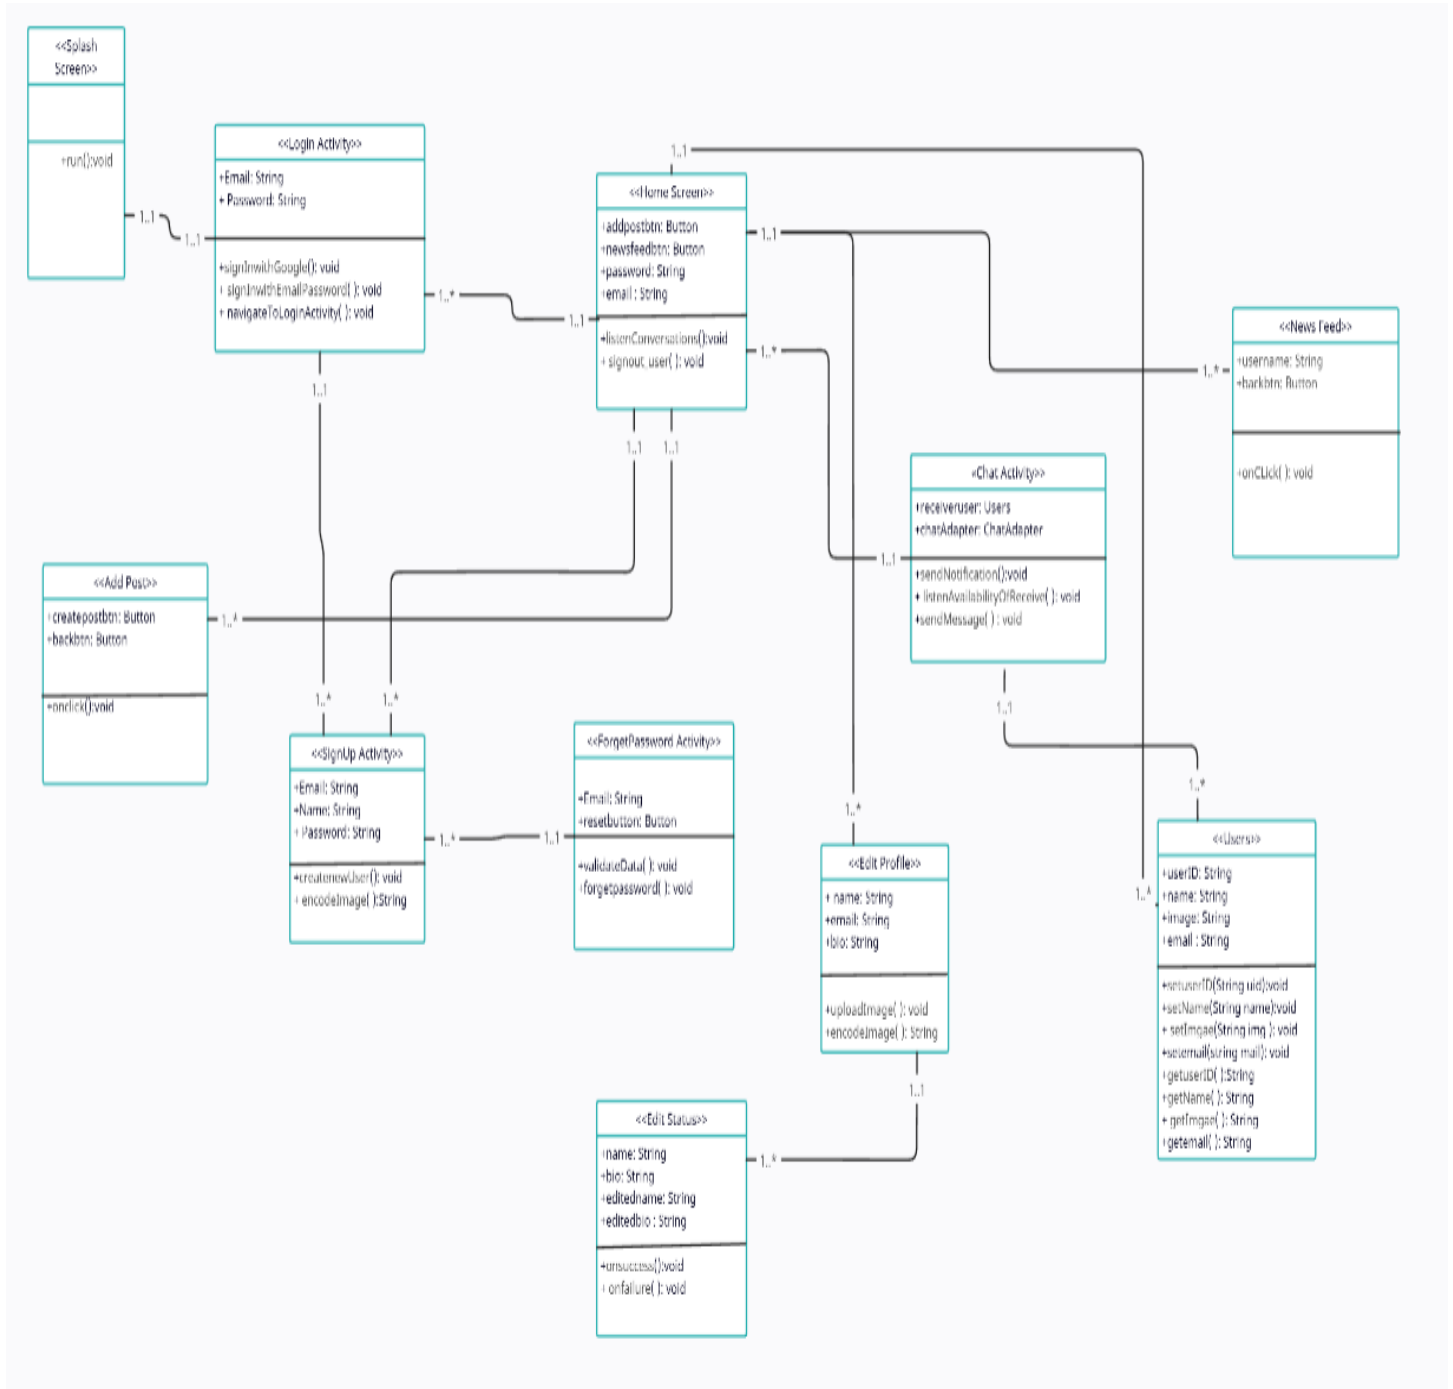 <<Splash
Screen>>
+run():void
1..1
1..1
<<Login Activity>>
+Email: String
+ Password: String
+signInwithGoogle(): void
+ signInwithEmailPassword( ): void
+ navigateToLoginActivity( ): void
1..*
1..1
1..1
<<Home Screen>>
+addpostbtn: Button
+newsfeedbtn: Button
+password: String
+email : String
+listenConversations():void
+ signout_user( ): void
1..1
1..1
1..*
1..1
1..1
<<News Feed>>
+username: String
+backbtn: Button
+onCLick( ): void
1..*
<<Chat Activity>>
+receiveruser: Users
+chatAdapter: ChatAdapter
+sendNotification():void
+ listenAvailabilityOfReceive( ): void
+sendMessage( ) : void
1..1
1..1
1..*
<<Add Post>>
+createpostbtn: Button
+backbtn: Button
+onclick():void
1..*
1..*
1..*
<<SignUp Activity>>
+Email: String
+Name: String
+ Password: String
+createnewUser(): void
+ encodeImage( ):String
1..*
1..1
<<ForgetPassword Activity>>
+Email: String
+resetbutton: Button
+validateData( ): void
+forgetpassword( ): void
1..*
<<Edit Profile>>
+ name: String
+email: String
+bio: String
+uploadImage( ): void
+encodeImage( ): String
1..1
1..*
<<Users>>
+userID: String
+name: String
+image: String
+email : String
+setuserID(String uid):void
+setName(String name):void
+ setImgae(String img ): void
+setemail(string mail): void
+getuserID( ):String
+getName( ): String
+ getImgae( ): String
+getemail( ): String
<<Edit Status>>
+name: String
+bio: String
+editedname: String
+editedbio : String
+onsuccess():void
+ onfailure( ): void
1..*